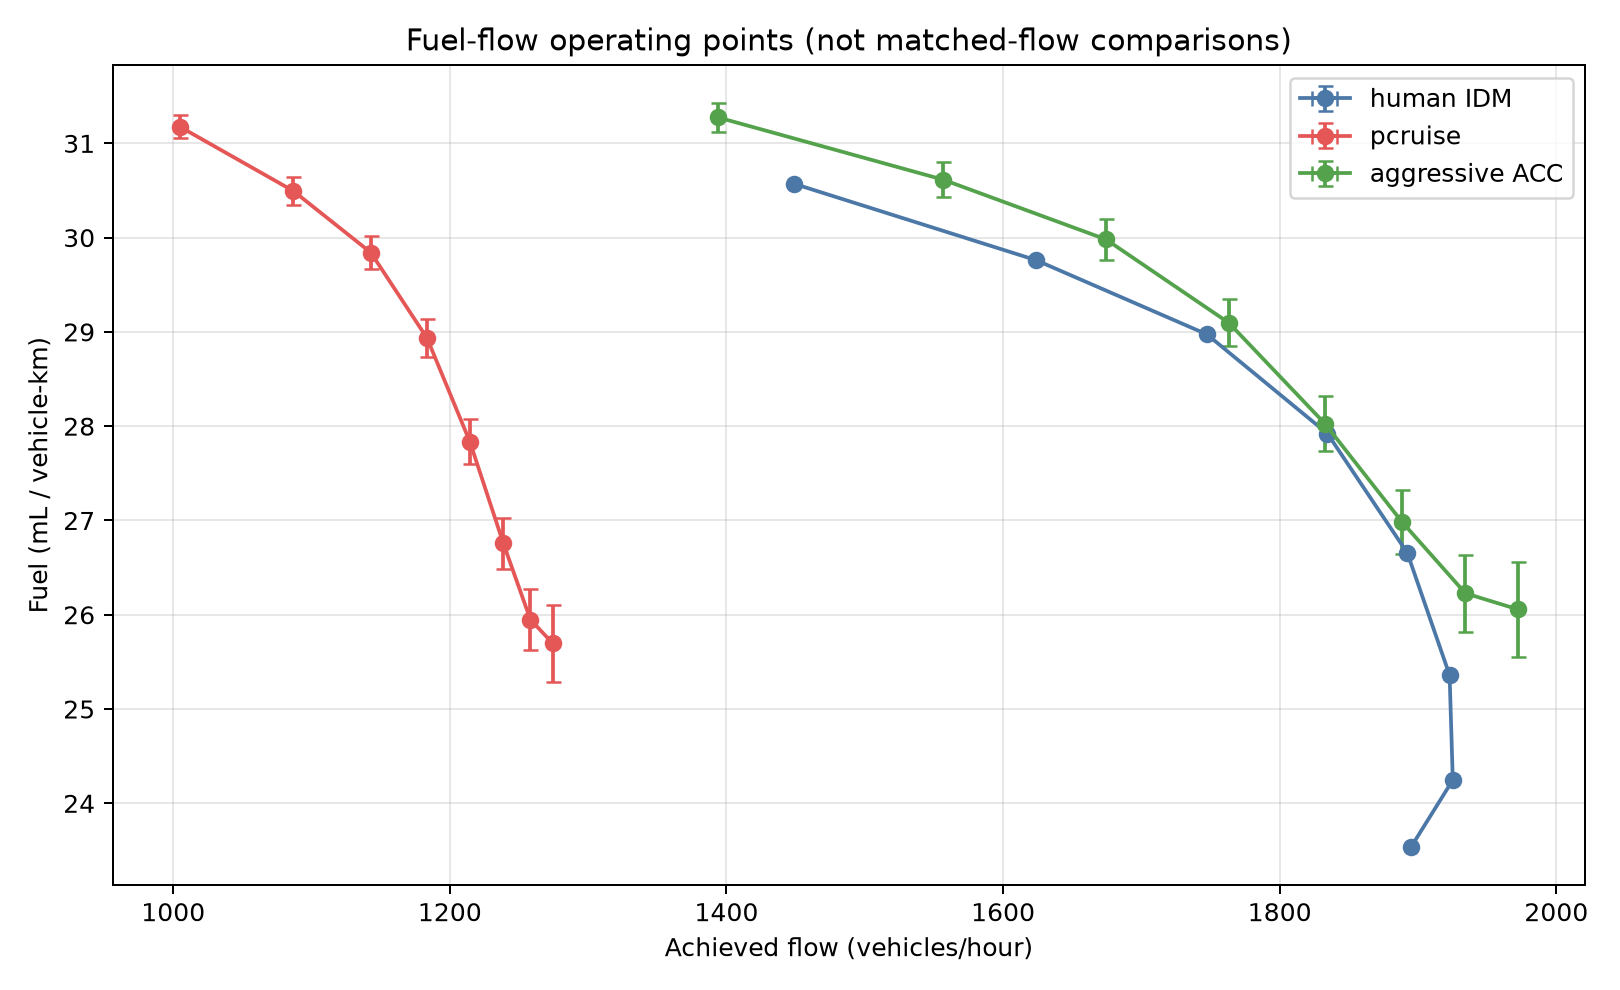 Fuel-flow operating points (not matched-flow comparisons)
human IDM
pcruise
aggressive ACC
Fuel (mL / vehicle-km)
31
30
29
28
27
26
25
24
1000 1200 1400 1600 1800 2000
Achieved flow (vehicles/hour)